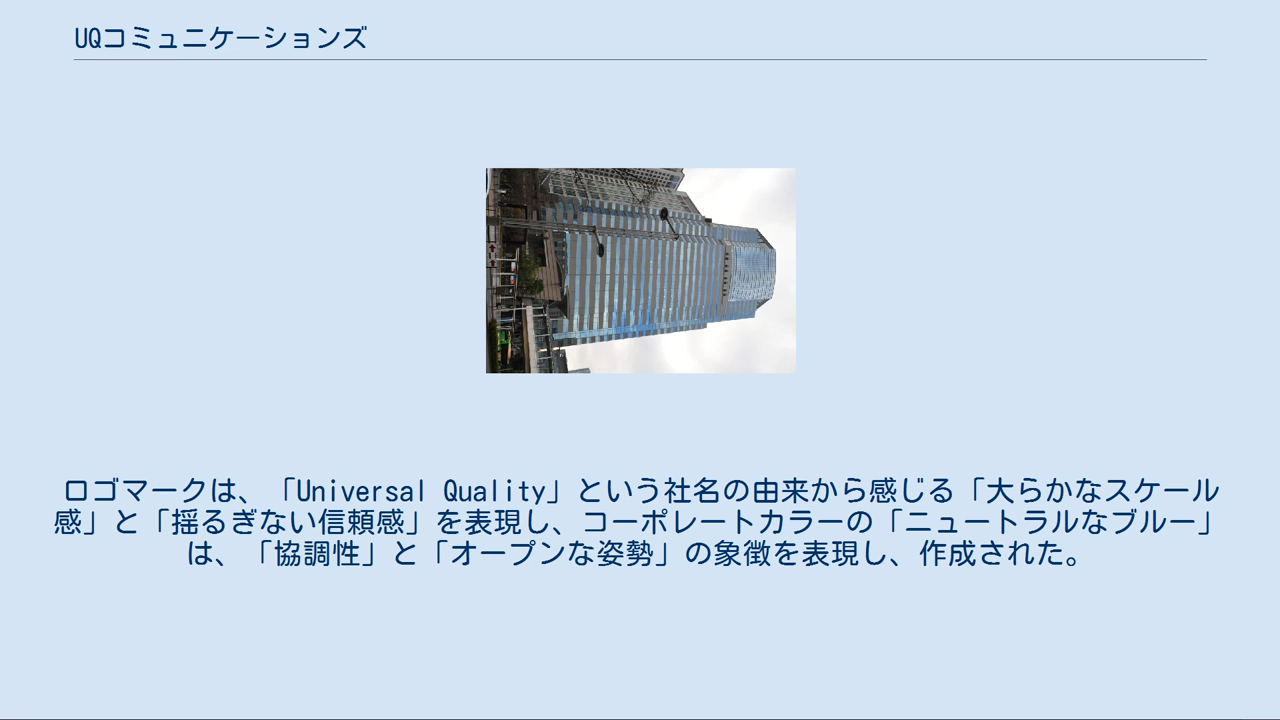 UQコミュニケーションズ
ロゴマークは、「Universal Quality」という社名の由来から感じる「大らかなスケール
感」と「揺るぎない信頼感」を表現し、コーポレートカラーの「ニュートラルなブルー」
は、「協調性」と「オープンな姿勢」の象徴を表現し、作成された。